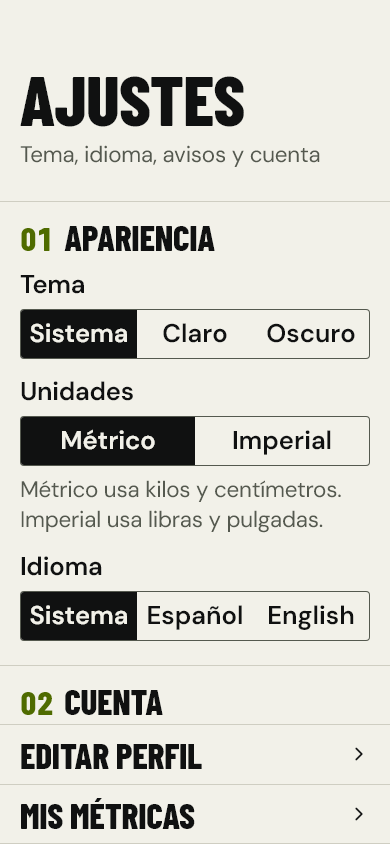 AJUSTES
Tema, idioma, avisos y cuenta
01 APARIENCIA
Tema
Sistema Claro Oscuro
Unidades
Métrico Imperial
Métrico usa kilos y centímetros.
Imperial usa libras y pulgadas.
Idioma
Sistema Español English
02 CUENTA
EDITAR PERFIL
MIS MÉTRICAS